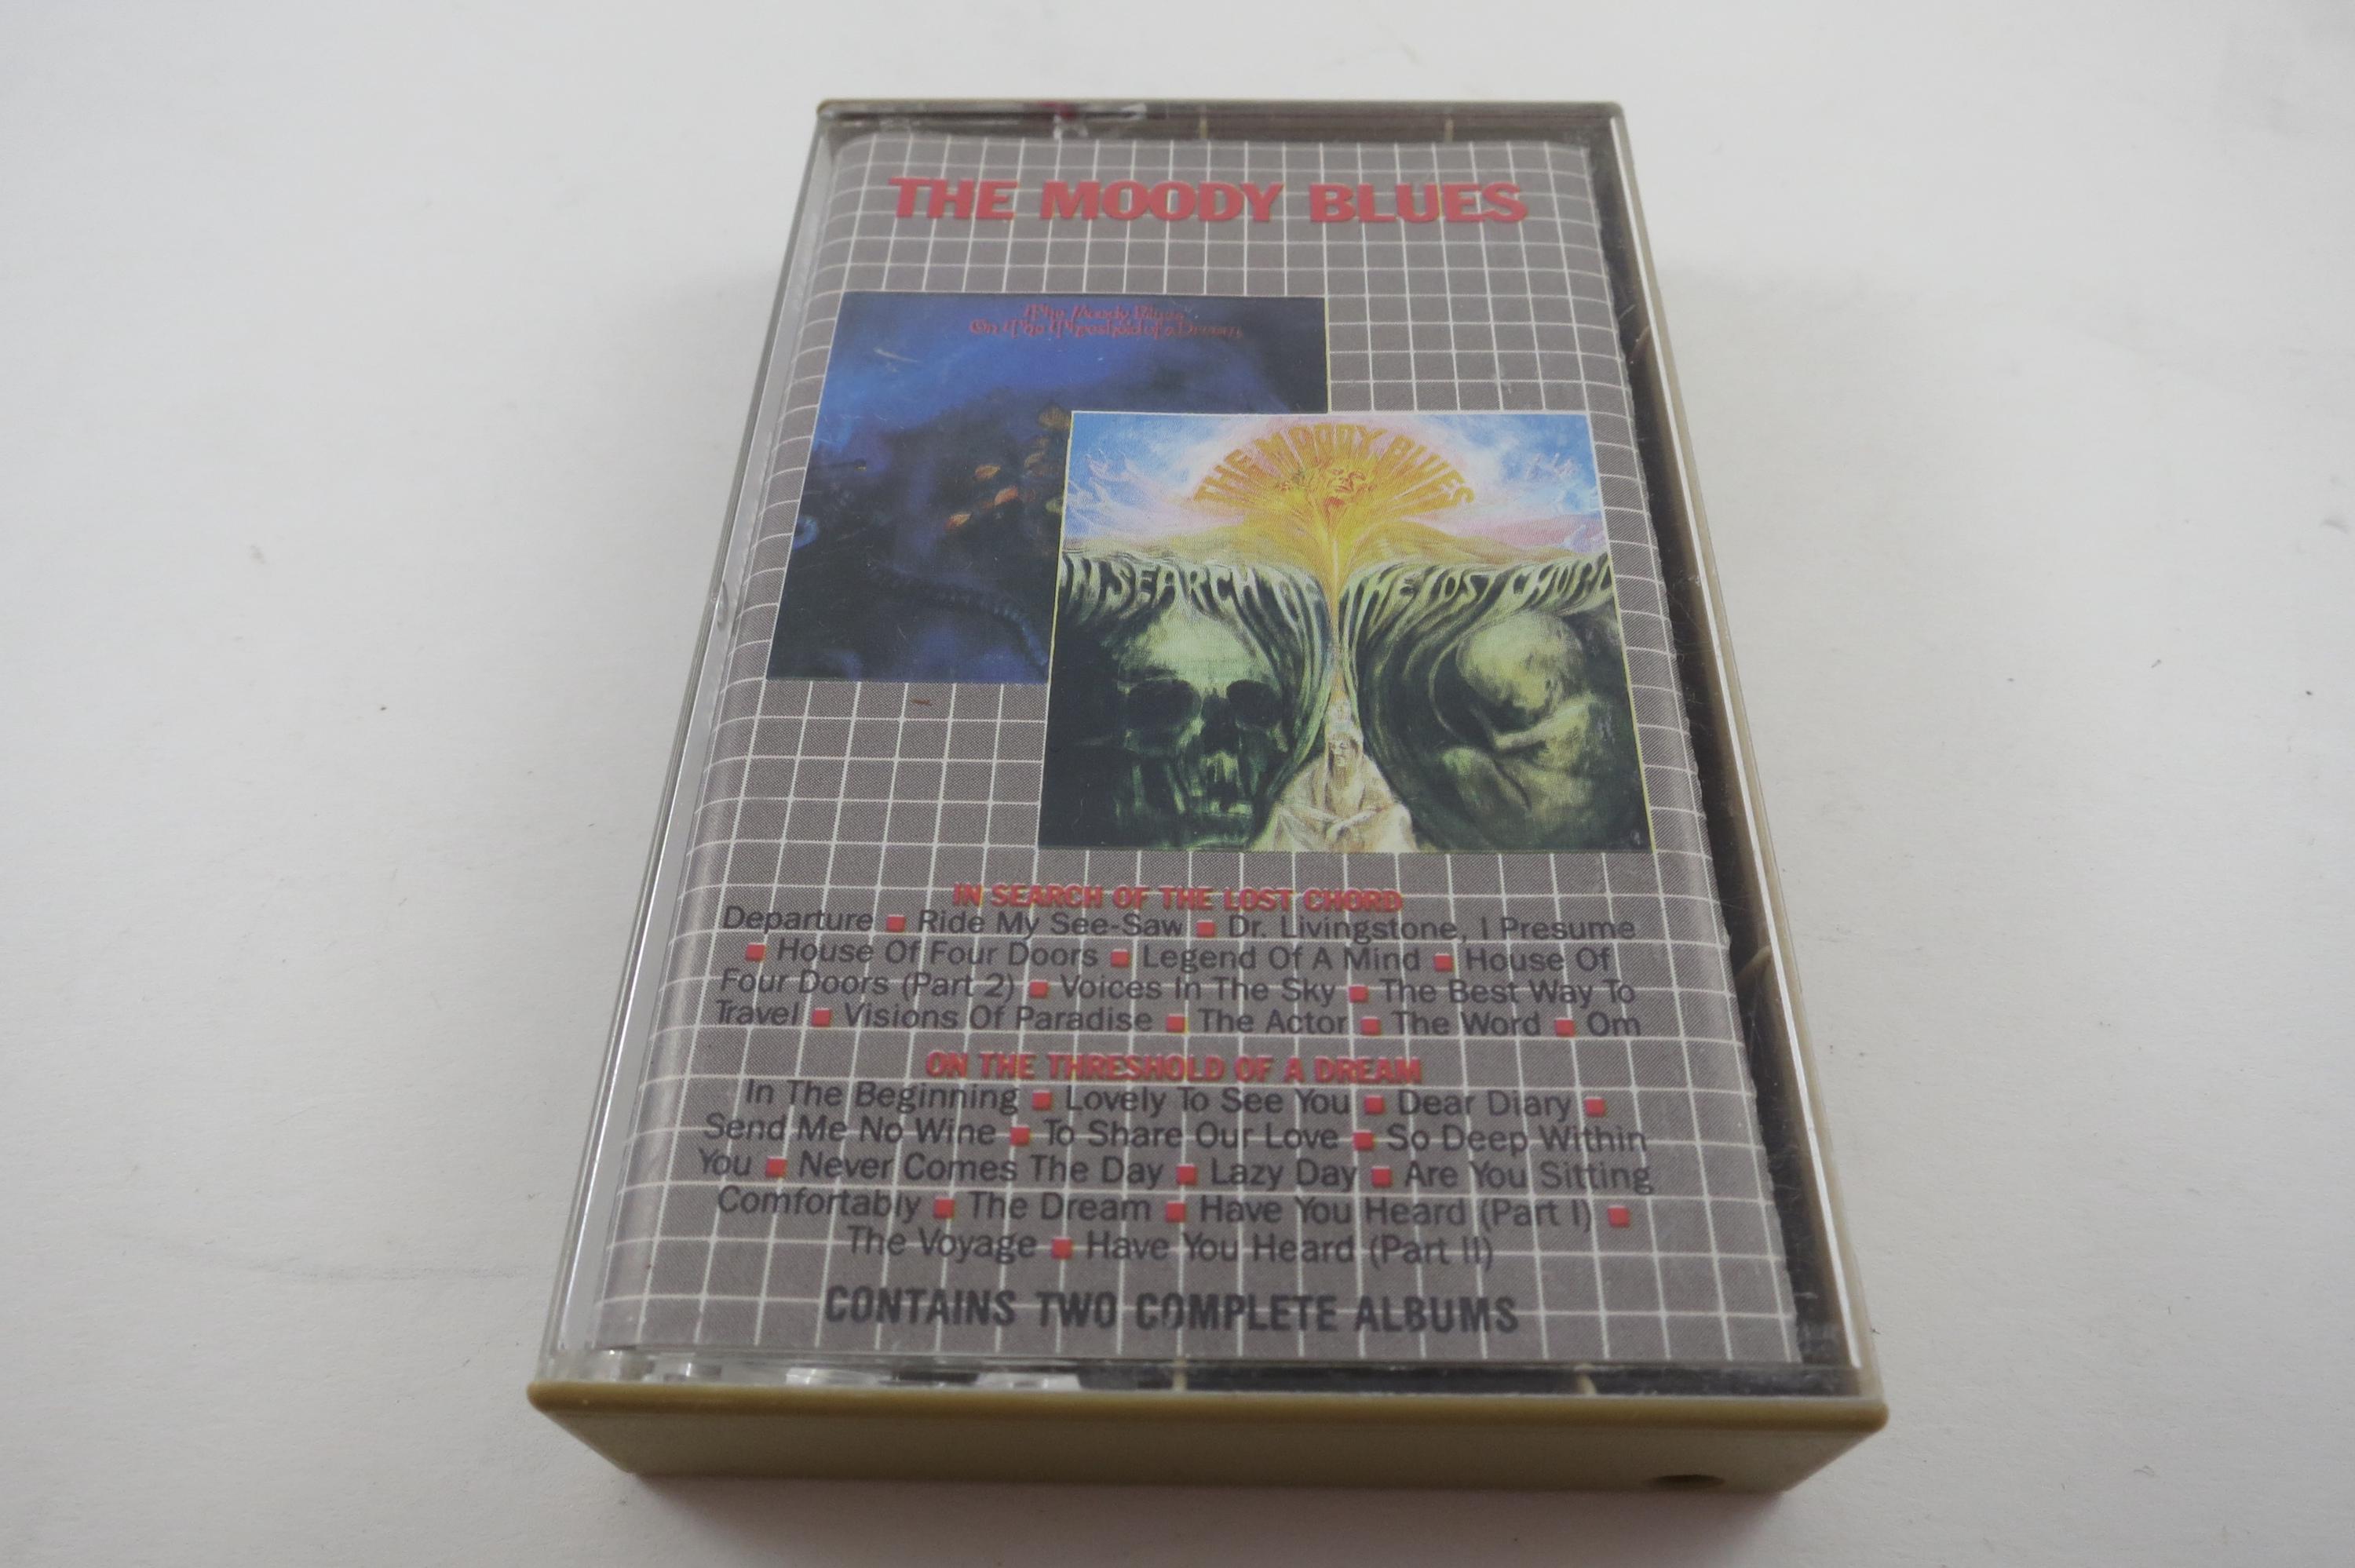 THE MOODY BLUES
The Moody Blues
On The Threshold of a Dream
THE MOODY BLUES
IN SEARCH OF THE LOST CHORD
IN SEARCH OF THE LOST CHORD
Departure ■ Ride My See-Saw ■ Dr. Livingstone, I Presume
■ House Of Four Doors ■ Legend Of A Mind ■ House Of
Four Doors (Part 2) ■ Voices In The Sky ■ The Best Way To
Travel ■ Visions Of Paradise ■ The Actor ■ The Word ■ Om
ON THE THRESHOLD OF A DREAM
In The Beginning ■ Lovely To See You ■ Dear Diary ■
Send Me No Wine ■ To Share Our Love ■ So Deep Within
You ■ Never Comes The Day ■ Lazy Day ■ Are You Sitting
Comfortably ■ The Dream ■ Have You Heard (Part I) ■
The Voyage ■ Have You Heard (Part II)
CONTAINS TWO COMPLETE ALBUMS